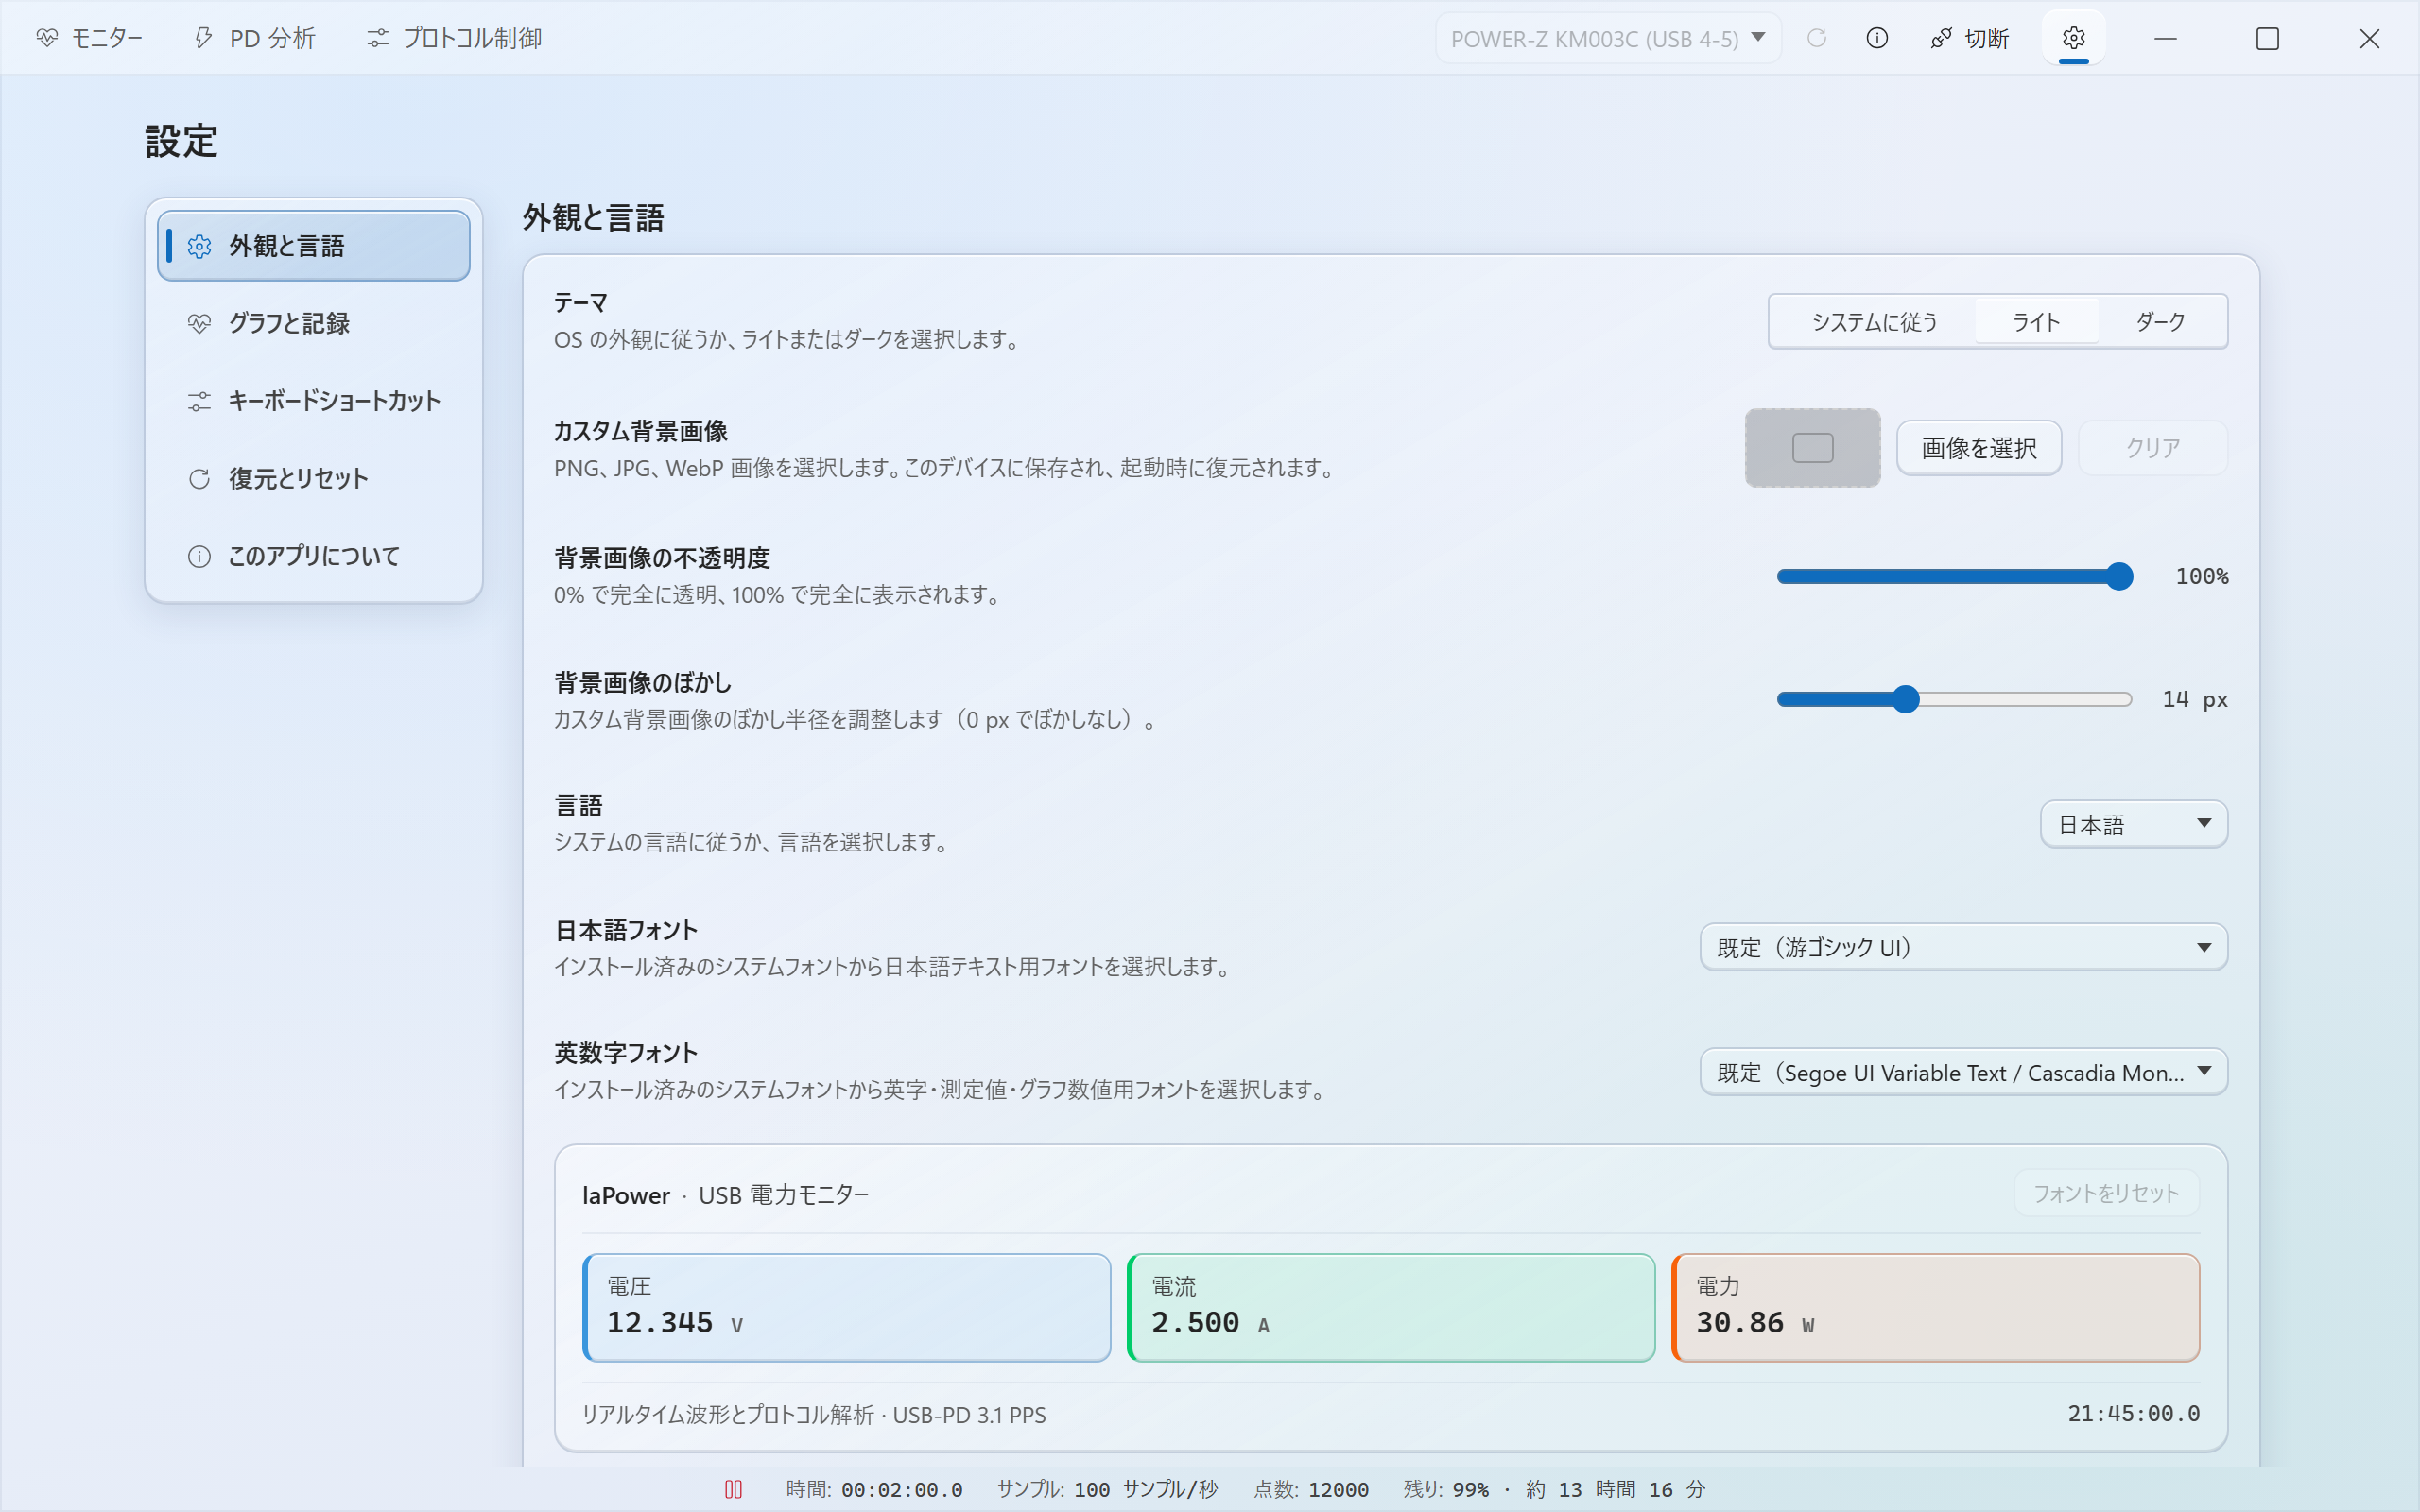 モニター
PD 分析
プロトコル制御
POWER-Z KM003C (USB 4-5)
切断
設定
外観と言語
グラフと記録
キーボードショートカット
復元とリセット
このアプリについて
外観と言語
テーマ
OS の外観に従うか、ライトまたはダークを選択します。
システムに従う
ライト
ダーク
カスタム背景画像
PNG、JPG、WebP 画像を選択します。このデバイスに保存され、起動時に復元されます。
画像を選択
クリア
背景画像の不透明度
0% で完全に透明、100% で完全に表示されます。
100%
背景画像のぼかし
カスタム背景画像のぼかし半径を調整します（0 px でぼかしなし）。
14 px
言語
システムの言語に従うか、言語を選択します。
日本語
日本語フォント
インストール済みのシステムフォントから日本語テキスト用フォントを選択します。
既定（游ゴシック UI）
英数字フォント
インストール済みのシステムフォントから英字・測定値・グラフ数値用フォントを選択します。
既定（Segoe UI Variable Text / Cascadia Mon...
IaPower · USB 電力モニター
フォントをリセット
電圧
12.345 V
電流
2.500 A
電力
30.86 W
リアルタイム波形とプロトコル解析 · USB-PD 3.1 PPS
21:45:00.0
時間: 00:02:00.0 サンプル: 100 サンプル/秒 点数: 12000 残り: 99% · 約 13 時間 16 分